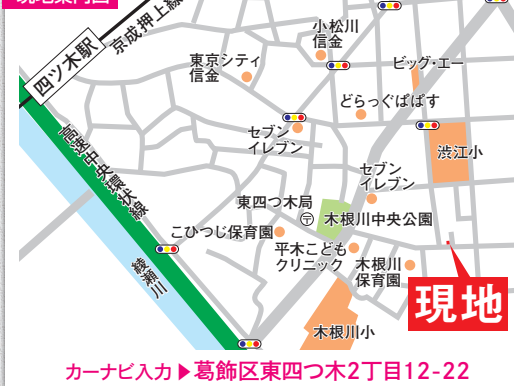 現地案内図
京成押上線
四ツ木駅
小松川
信金
東京シティ
信金
ビッグ・エー
どらっぐぱぱす
セブン
イレブン
渋江小
高速中央環状線
セブン
イレブン
東四つ木局
木根川中央公園
こひつじ保育園
平木こども
クリニック
木根川
保育園
綾瀬川
現地
木根川小
カーナビ入力▶葛飾区東四つ木2丁目12-22